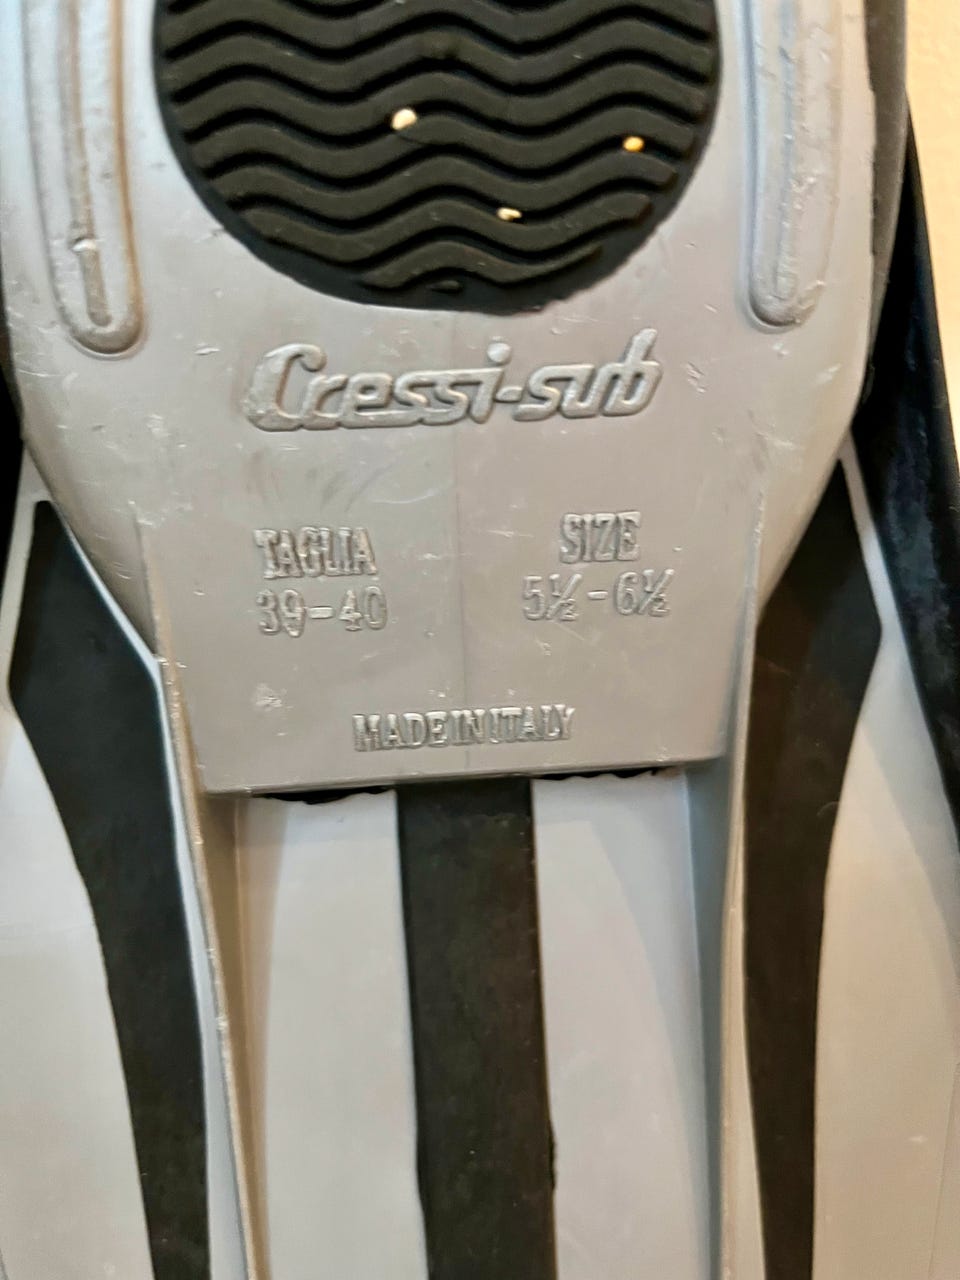 Cressi-sub
TAGLIA
39-40
SIZE
5½-6½
MADE IN ITALY